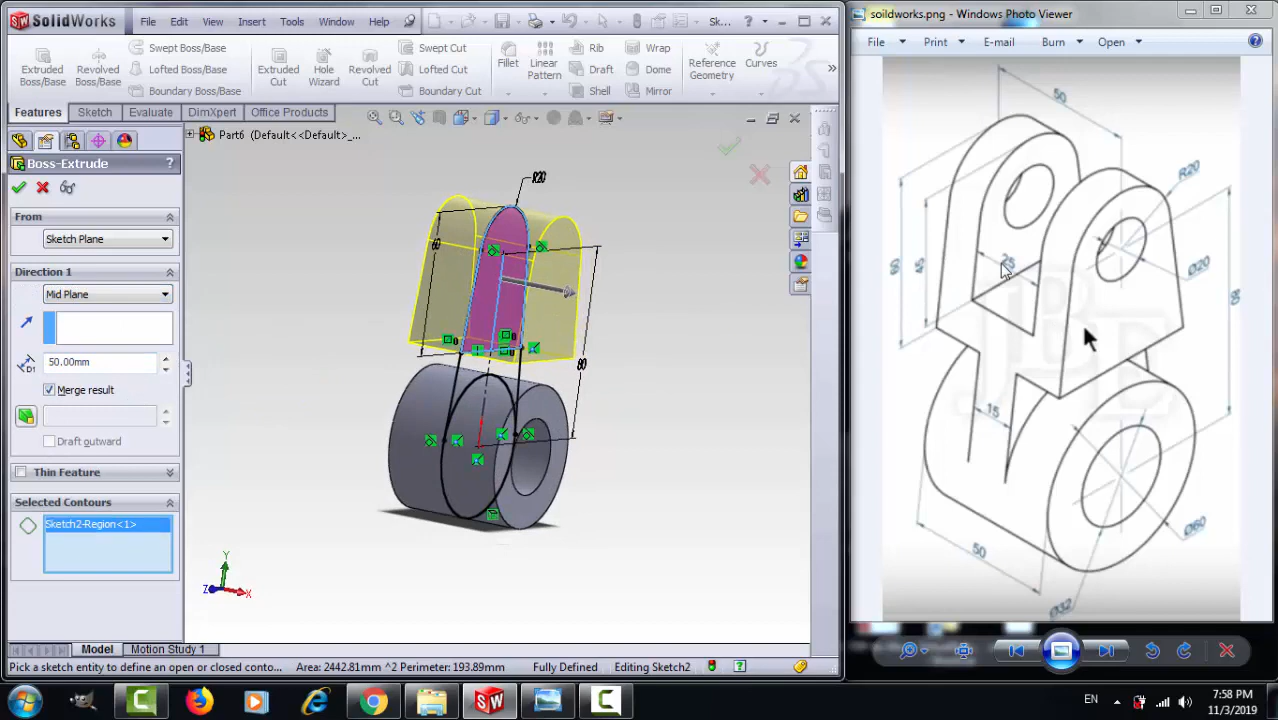 SolidWorks
File
Edit
View
Insert
Tools
Window
Help
Sk...
Extruded Boss/Base
Revolved Boss/Base
Swept Boss/Base
Lofted Boss/Base
Boundary Boss/Base
Extruded Cut
Hole Wizard
Revolved Cut
Swept Cut
Lofted Cut
Boundary Cut
Fillet
Linear Pattern
Rib
Draft
Shell
Wrap
Dome
Mirror
Reference Geometry
Curves
Features
Sketch
Evaluate
DimXpert
Office Products
Part6 (Default<<Default>_...
Boss-Extrude
?
From
Sketch Plane
Direction 1
Mid Plane
D1
50.00mm
Merge result
Draft outward
Thin Feature
Selected Contours
Sketch2-Region<1>
R20
60
80
Y
Z
X
Model
Motion Study 1
Pick a sketch entity to define an open or closed conto...
Area: 2442.81mm ^2 Perimeter: 193.89mm
Fully Defined
Editing Sketch2
soildworks.png - Windows Photo Viewer
File
Print
E-mail
Burn
Open
50
R20
25
Ø20
15
50
Ø60
Ø32
JBE
EN
7:58 PM
11/3/2019